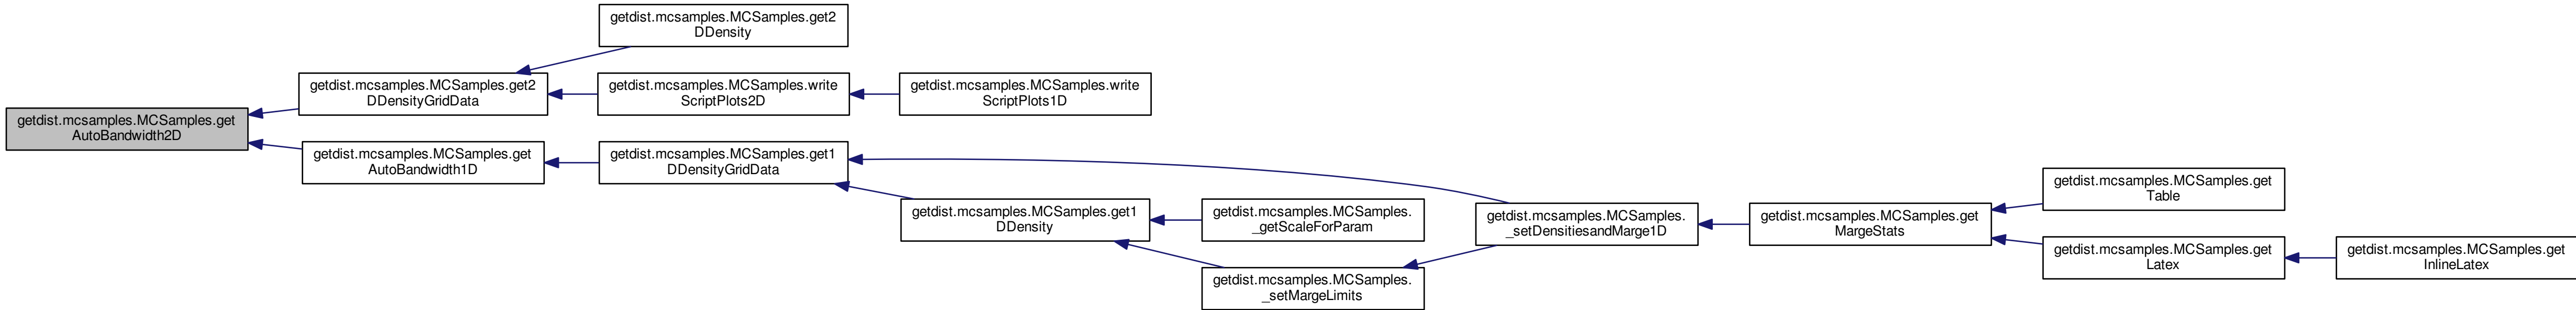 getdist.mcsamples.MCSamples.get2
DDensity
getdist.mcsamples.MCSamples.get2
DDensityGridData
getdist.mcsamples.MCSamples.write
ScriptPlots2D
getdist.mcsamples.MCSamples.write
ScriptPlots1D
getdist.mcsamples.MCSamples.get
AutoBandwidth2D
getdist.mcsamples.MCSamples.get
AutoBandwidth1D
getdist.mcsamples.MCSamples.get1
DDensityGridData
getdist.mcsamples.MCSamples.get1
DDensity
getdist.mcsamples.MCSamples.
_getScaleForParam
getdist.mcsamples.MCSamples.
_setMargeLimits
getdist.mcsamples.MCSamples.
_setDensitiesandMarge1D
getdist.mcsamples.MCSamples.get
MargeStats
getdist.mcsamples.MCSamples.get
Table
getdist.mcsamples.MCSamples.get
Latex
getdist.mcsamples.MCSamples.get
InlineLatex